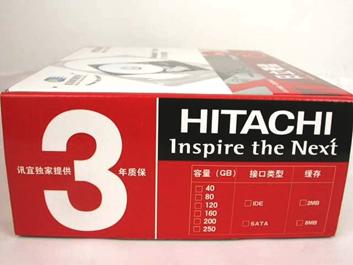 HITACHI
Inspire the Next
讯宜独家提供 3 年质保
容量(GB) 接口类型 缓存
40
80
120 IDE 2MB
160
200 SATA 8MB
250